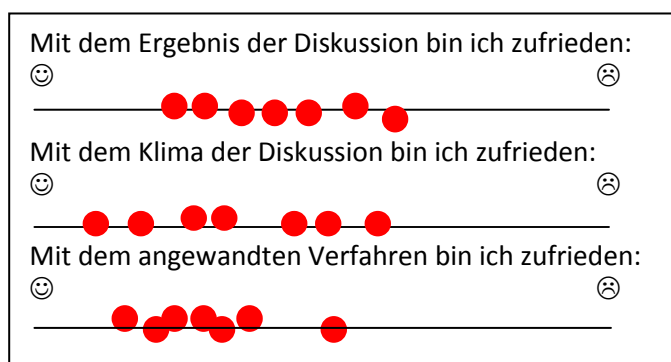 Mit dem Ergebnis der Diskussion bin ich zufrieden:
☺ ☹
Mit dem Klima der Diskussion bin ich zufrieden:
☺ ☹
Mit dem angewandten Verfahren bin ich zufrieden:
☺ ☹